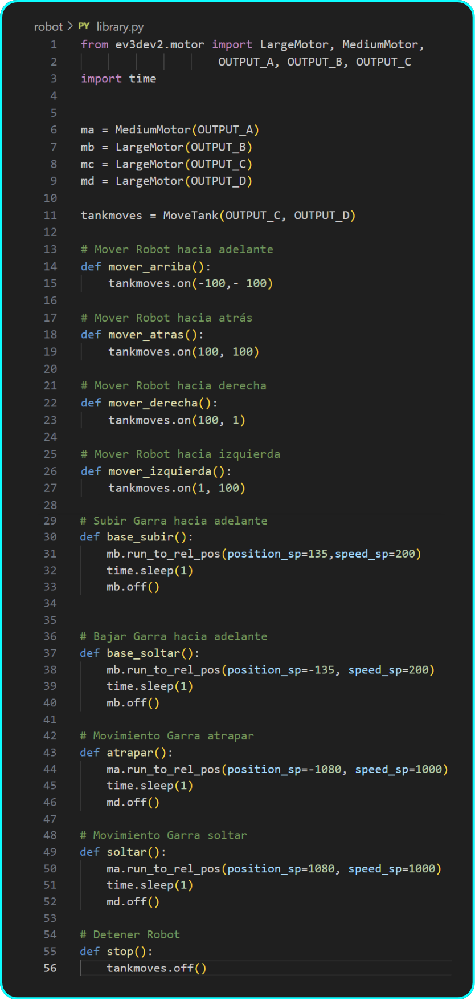 robot > PY library.py
1 from ev3dev2.motor import LargeMotor, MediumMotor,
2 OUTPUT_A, OUTPUT_B, OUTPUT_C
3 import time
4
5
6 ma = MediumMotor(OUTPUT_A)
7 mb = LargeMotor(OUTPUT_B)
8 mc = LargeMotor(OUTPUT_C)
9 md = LargeMotor(OUTPUT_D)
10
11 tankmoves = MoveTank(OUTPUT_C, OUTPUT_D)
12
13 # Mover Robot hacia adelante
14 def mover_arriba():
15 tankmoves.on(-100,- 100)
16
17 # Mover Robot hacia atrás
18 def mover_atras():
19 tankmoves.on(100, 100)
20
21 # Mover Robot hacia derecha
22 def mover_derecha():
23 tankmoves.on(100, 1)
24
25 # Mover Robot hacia izquierda
26 def mover_izquierda():
27 tankmoves.on(1, 100)
28
29 # Subir Garra hacia adelante
30 def base_subir():
31 mb.run_to_rel_pos(position_sp=135,speed_sp=200)
32 time.sleep(1)
33 mb.off()
34
35
36 # Bajar Garra hacia adelante
37 def base_soltar():
38 mb.run_to_rel_pos(position_sp=-135, speed_sp=200)
39 time.sleep(1)
40 mb.off()
41
42 # Movimiento Garra atrapar
43 def atrapar():
44 ma.run_to_rel_pos(position_sp=-1080, speed_sp=1000)
45 time.sleep(1)
46 md.off()
47
48 # Movimiento Garra soltar
49 def soltar():
50 ma.run_to_rel_pos(position_sp=1080, speed_sp=1000)
51 time.sleep(1)
52 md.off()
53
54 # Detener Robot
55 def stop():
56 tankmoves.off()